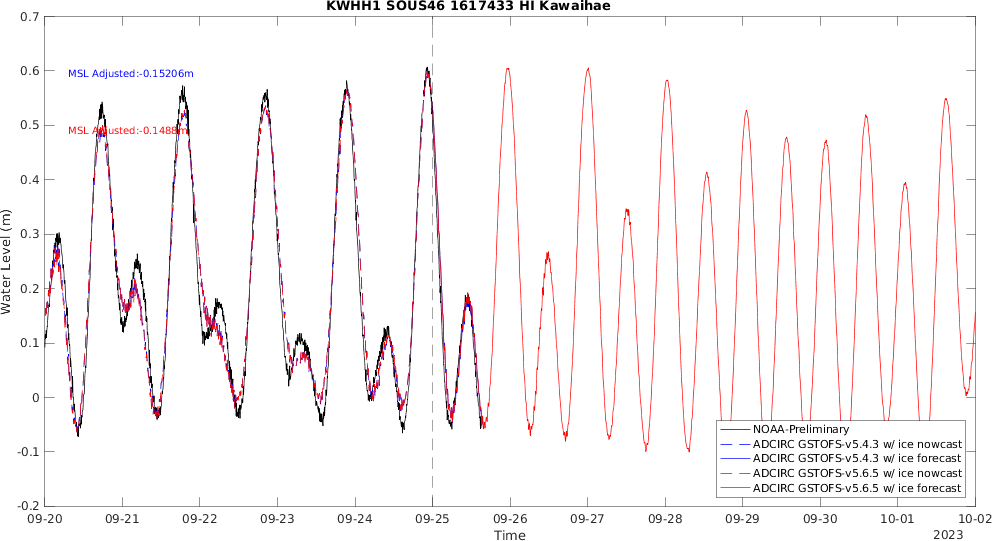 KWHH1 SOUS46 1617433 HI Kawaihae
0.7
0.6
0.5
0.4
0.3
0.2
0.1
0
-0.1
-0.2
Water Level (m)
MSL Adjusted:-0.15206m
MSL Adjusted:-0.1488m
NOAA-Preliminary
ADCIRC GSTOFS-v5.4.3 w/ ice nowcast
ADCIRC GSTOFS-v5.4.3 w/ ice forecast
ADCIRC GSTOFS-v5.6.5 w/ ice nowcast
ADCIRC GSTOFS-v5.6.5 w/ ice forecast
09-20 09-21 09-22 09-23 09-24 09-25 09-26 09-27 09-28 09-29 09-30 10-01 10-02
Time
2023